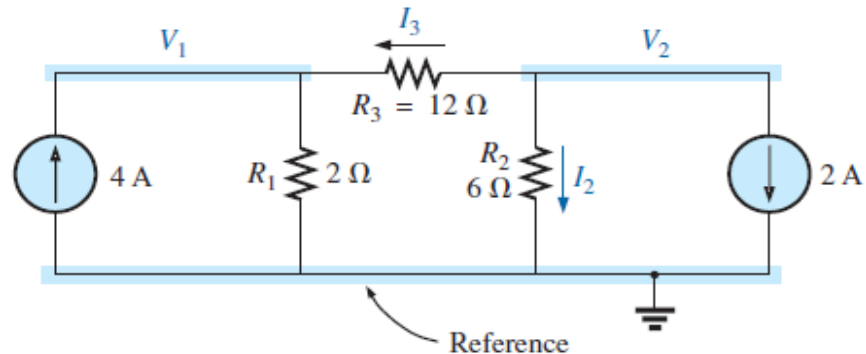 I₃
V₁ V₂
R₃ = 12 Ω
4 A R₁ 2 Ω R₂ 6 Ω I₂ 2 A
Reference